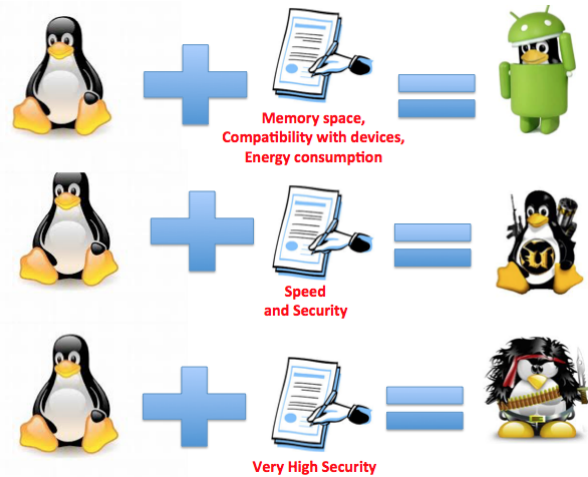 Memory space,
Compatibility with devices,
Energy consumption
Speed
and Security
Very High Security